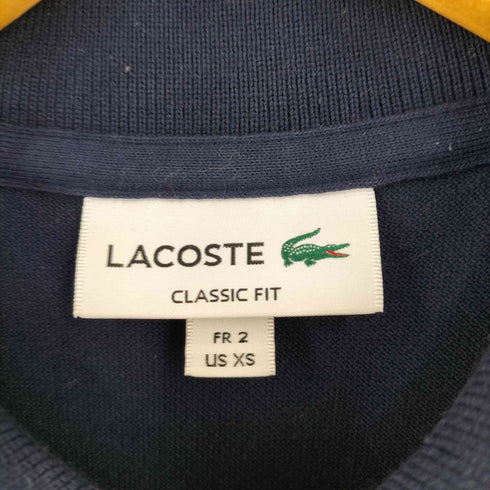 LACOSTE
CLASSIC FIT
FR 2
US XS